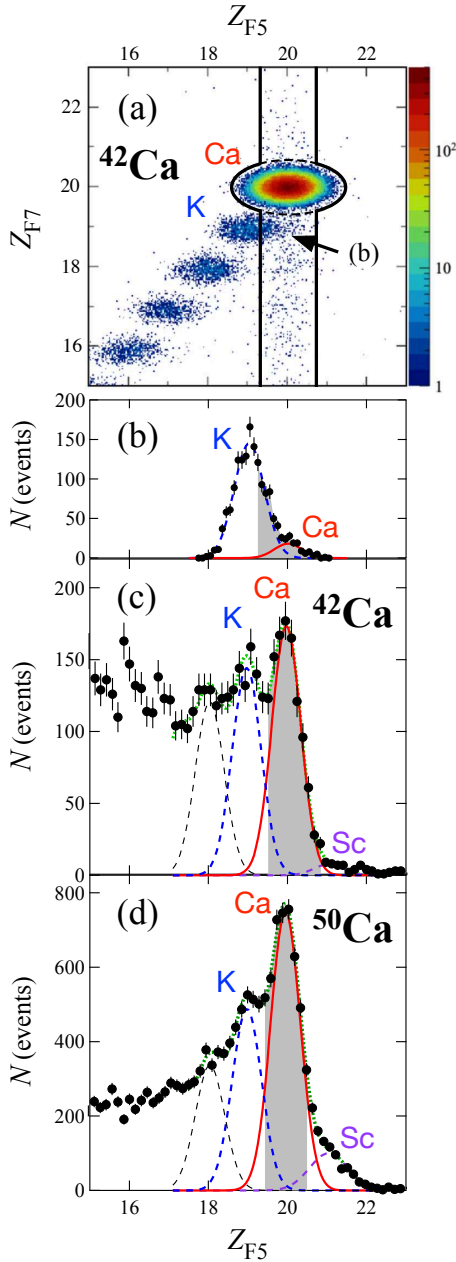 Z_F5
16 18 20 22
(a)
⁴²Ca
Ca
K
(b)
Z_F7
22
20
18
16
10²
10
1
(b)
K
Ca
N (events)
200
150
100
50
0
(c)
Ca
⁴²Ca
K
Sc
N (events)
200
150
100
50
0
(d)
Ca
⁵⁰Ca
K
Sc
N (events)
800
600
400
200
0
16 18 20 22
Z_F5